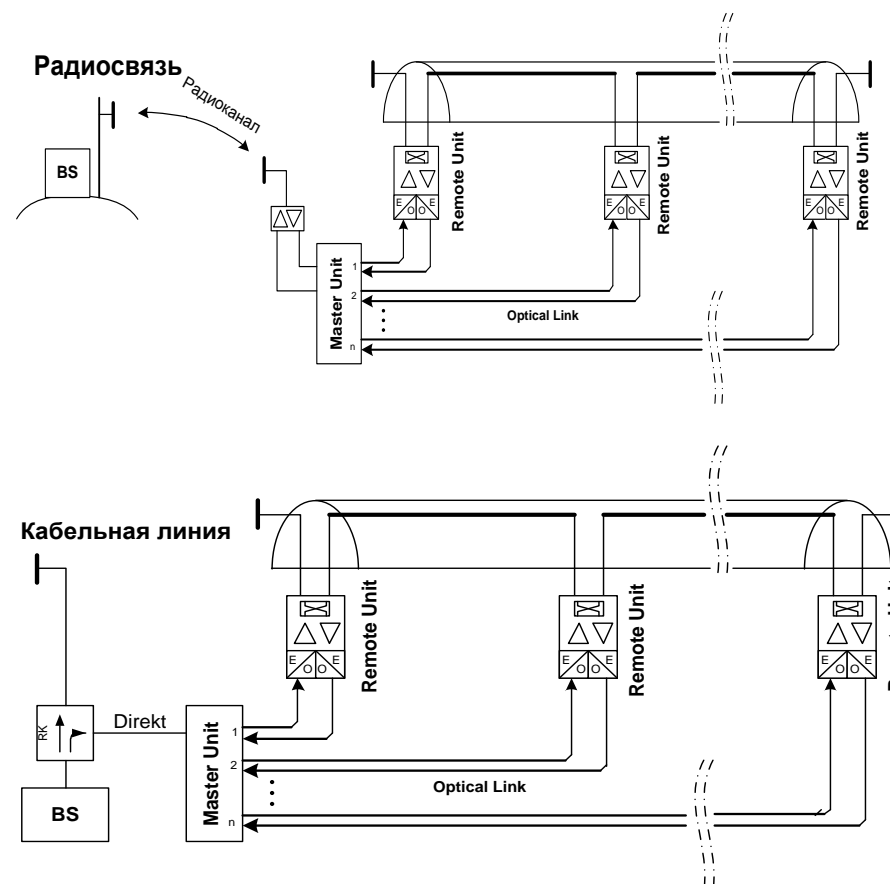 Радиосвязь
Радиоканал
BS
E O O E
Remote Unit
E O O E
Remote Unit
E O O E
Remote Unit
Master Unit
1
2
n
Optical Link
Кабельная линия
E O O E
Remote Unit
E O O E
Remote Unit
E O O E
RK
Direkt
BS
Master Unit
1
2
n
Optical Link